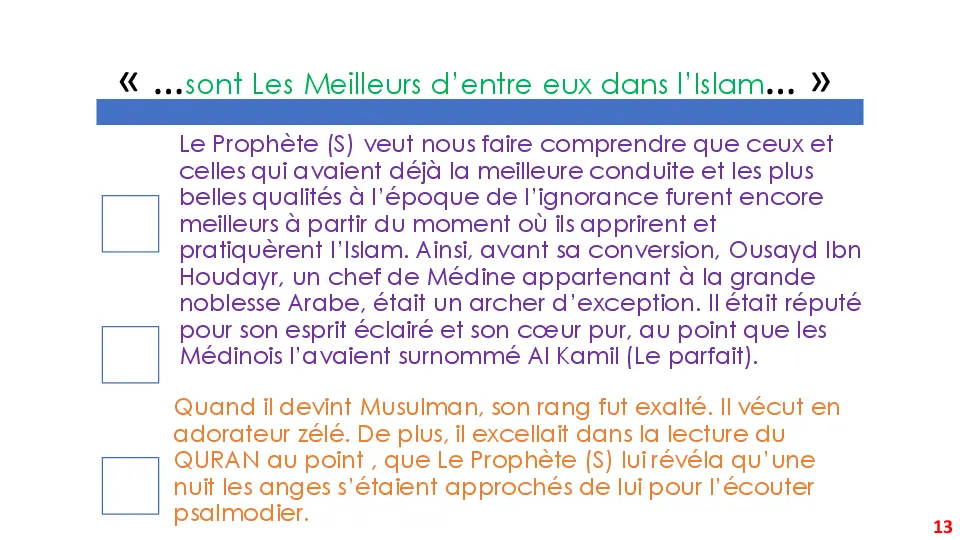 « ...sont Les Meilleurs d'entre eux dans l'Islam... »
Le Prophète (S) veut nous faire comprendre que ceux et
celles qui avaient déjà la meilleure conduite et les plus
belles qualités à l'époque de l'ignorance furent encore
meilleurs à partir du moment où ils apprirent et
pratiquèrent l'Islam. Ainsi, avant sa conversion, Ousayd Ibn
Houdayr, un chef de Médine appartenant à la grande
noblesse Arabe, était un archer d'exception. Il était réputé
pour son esprit éclairé et son cœur pur, au point que les
Médinois l'avaient surnommé Al Kamil (Le parfait).
Quand il devint Musulman, son rang fut exalté. Il vécut en
adorateur zélé. De plus, il excellait dans la lecture du
QURAN au point , que Le Prophète (S) lui révéla qu'une
nuit les anges s'étaient approchés de lui pour l'écouter
psalmodier.
13